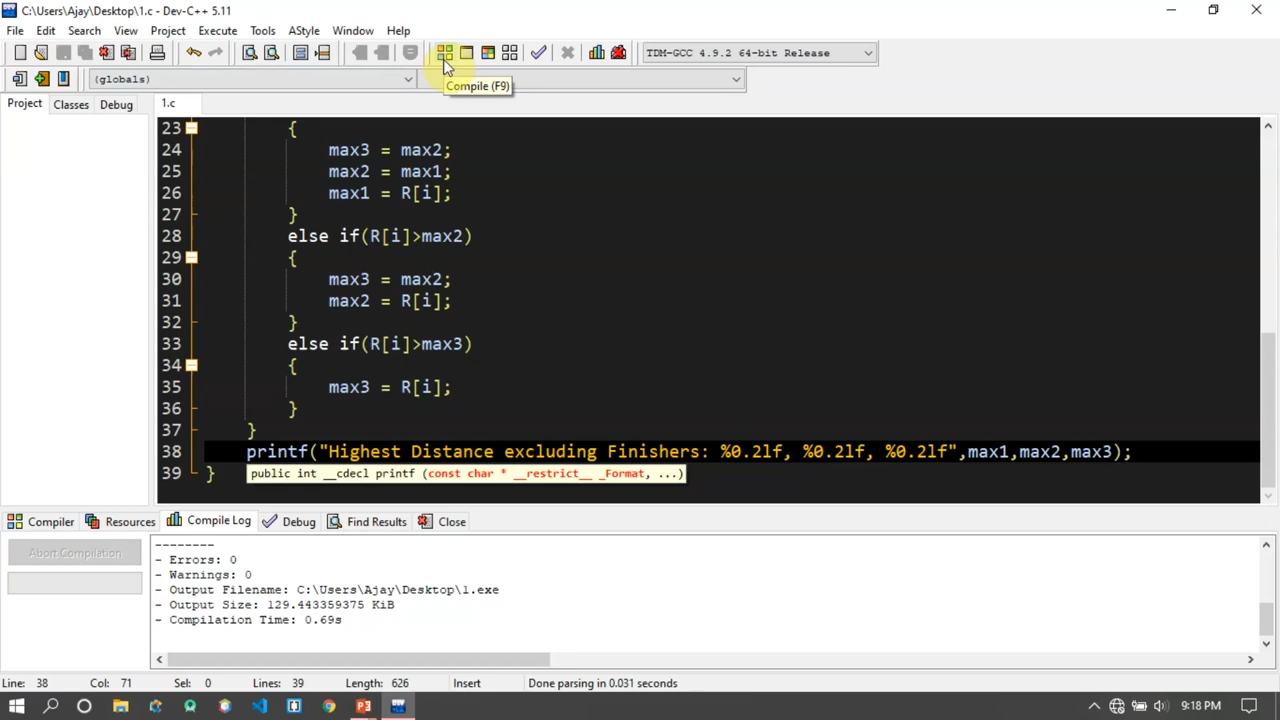 C:\Users\Ajay\Desktop\1.c - Dev-C++ 5.11
File Edit Search View Project Execute Tools AStyle Window Help
TDM-GCC 4.9.2 64-bit Release
(globals)
Compile (F9)
Project Classes Debug
1.c
23 {
24 max3 = max2;
25 max2 = max1;
26 max1 = R[i];
27 }
28 else if(R[i]>max2)
29 {
30 max3 = max2;
31 max2 = R[i];
32 }
33 else if(R[i]>max3)
34 {
35 max3 = R[i];
36 }
37 }
38 printf("Highest Distance excluding Finishers: %0.2lf, %0.2lf, %0.2lf",max1,max2,max3);
39 }
public int __cdecl printf (const char * __restrict__ _Format, ...)
Compiler Resources Compile Log Debug Find Results Close
Abort Compilation
--------
- Errors: 0
- Warnings: 0
- Output Filename: C:\Users\Ajay\Desktop\1.exe
- Output Size: 129.443359375 KiB
- Compilation Time: 0.69s
Line: 38 Col: 71 Sel: 0 Lines: 39 Length: 626 Insert Done parsing in 0.031 seconds
9:18 PM